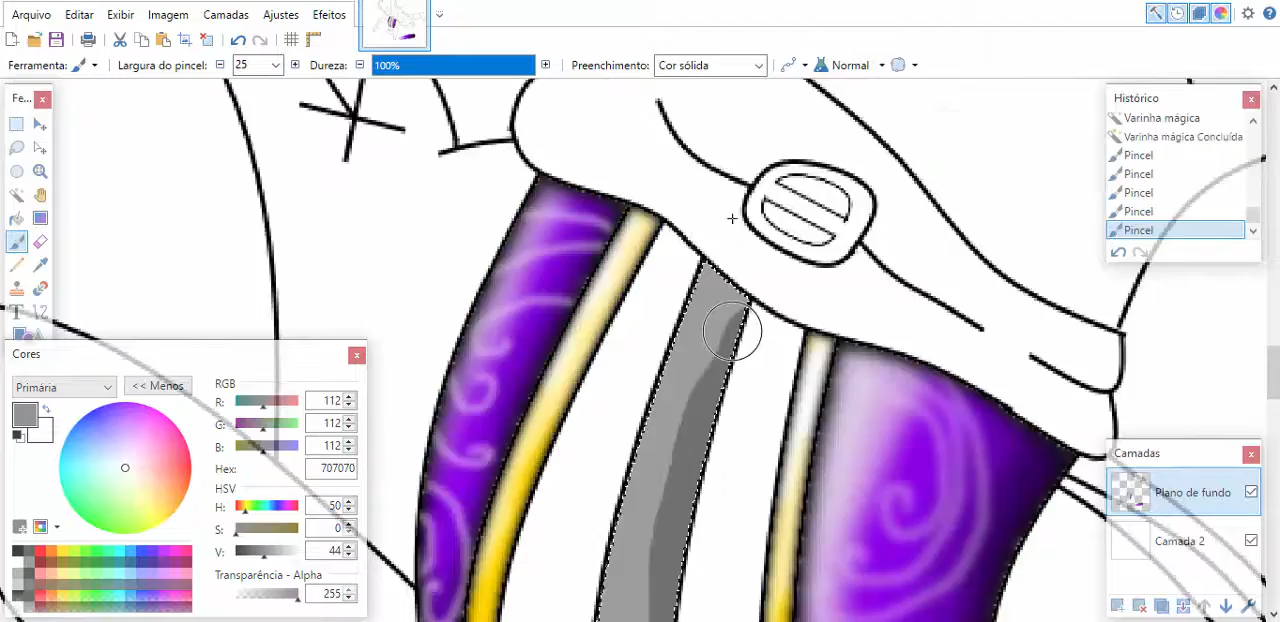 Arquivo Editar Exibir Imagem Camadas Ajustes Efeitos
Ferramenta: Largura do pincel: 25 Dureza: 100% Preenchimento: Cor sólida Normal
Fe...
Histórico
Varinha mágica
Varinha mágica Concluída
Pincel
Pincel
Pincel
Pincel
Pincel
Cores
Primária << Menos
RGB
R: 112
G: 112
B: 112
Hex: 707070
HSV
H: 50
S: 0
V: 44
Transparência - Alpha
255
Camadas
Plano de fundo
Camada 2